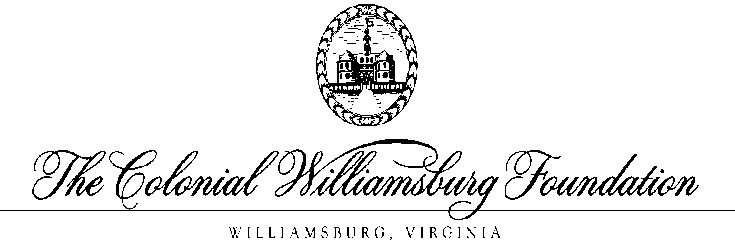 The Colonial Williamsburg Foundation
WILLIAMSBURG, VIRGINIA